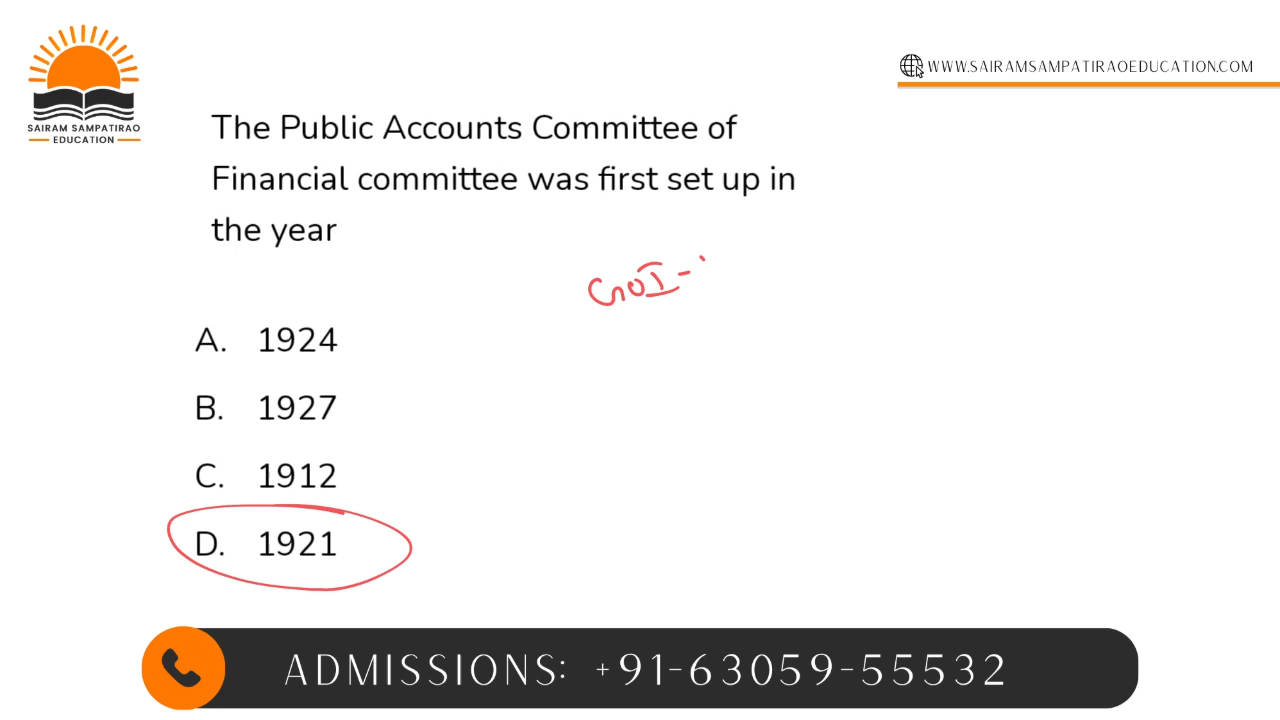 WWW.SAIRAMSAMPATIRAOEDUCATION.COM
SAIRAM SAMPATIRAO
EDUCATION
The Public Accounts Committee of
Financial committee was first set up in
the year
GOI -
A. 1924
B. 1927
C. 1912
D. 1921
ADMISSIONS: +91-63059-55532